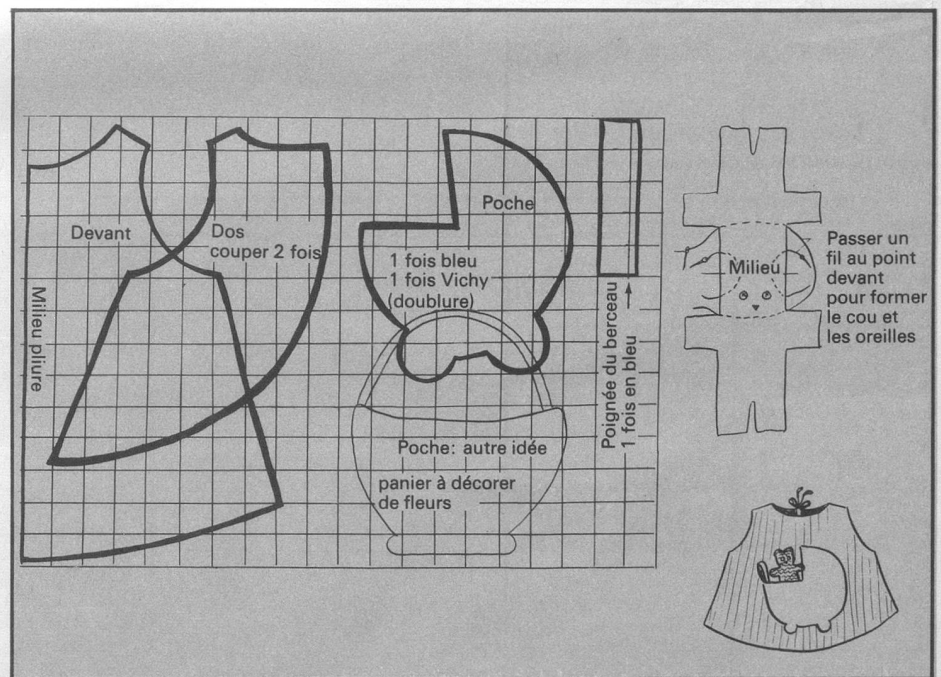 Devant
Dos
couper 2 fois
Milieu pliure
Poche
1 fois bleu
1 fois Vichy
(doublure)
Poche: autre idée
panier à décorer
de fleurs
Poignée du berceau
1 fois en bleu
Milieu
Passer un
fil au point
devant
pour former
le cou et
les oreilles